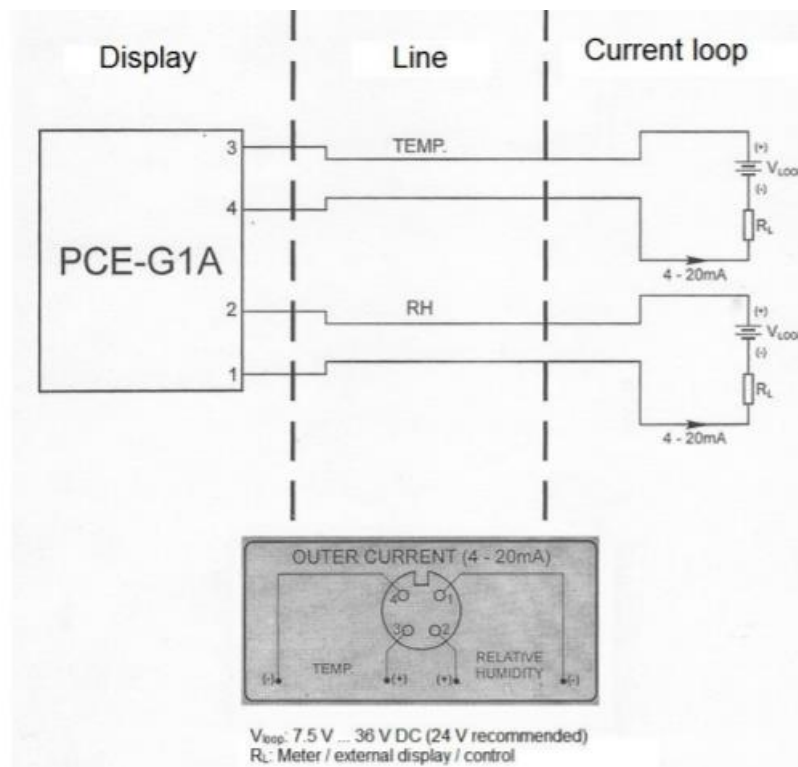 Display
Line
Current loop
3
TEMP.
(+)
V
(-)
4
RL
PCE-G1A
4 - 20mA
2
RH
(+)
V
(-)
1
RL
4 - 20mA
OUTER CURRENT (4 - 20mA)
4 1
3 2
TEMP. RELATIVE
HUMIDITY
(-) (+) (+) (-)
Vloop: 7.5 V ... 36 V DC (24 V recommended)
RL: Meter / external display / control